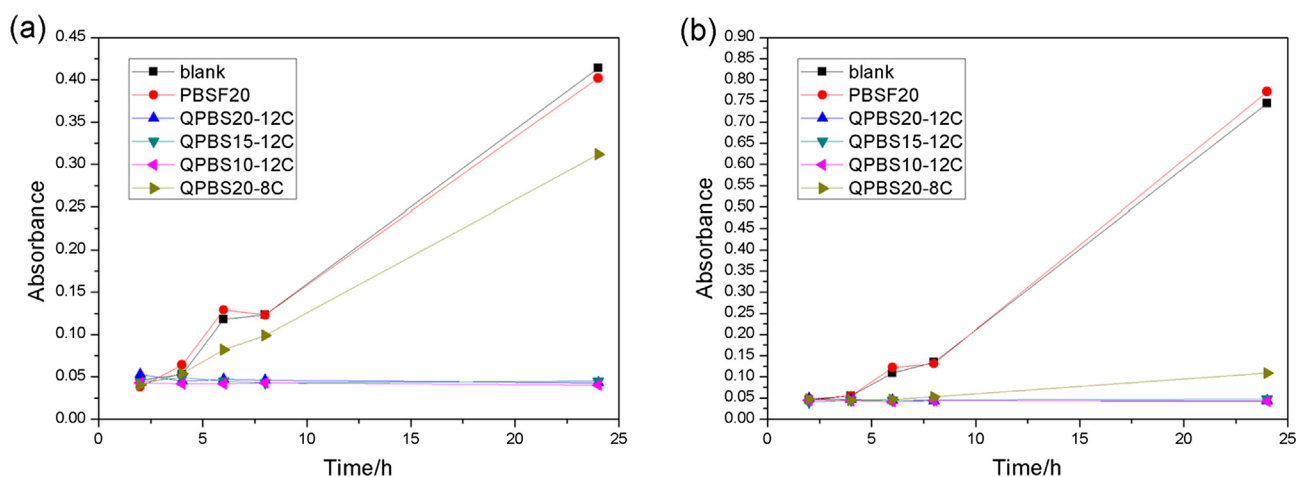 (a)
0.45
0.40
0.35
0.30
0.25
0.20
0.15
0.10
0.05
0.00
Absorbance
blank
PBSF20
QPBS20-12C
QPBS15-12C
QPBS10-12C
QPBS20-8C
0 5 10 15 20 25
Time/h
(b)
0.90
0.85
0.80
0.75
0.70
0.65
0.60
0.55
0.50
0.45
0.40
0.35
0.30
0.25
0.20
0.15
0.10
0.05
0.00
Absorbance
blank
PBSF20
QPBS20-12C
QPBS15-12C
QPBS10-12C
QPBS20-8C
0 5 10 15 20 25
Time/h